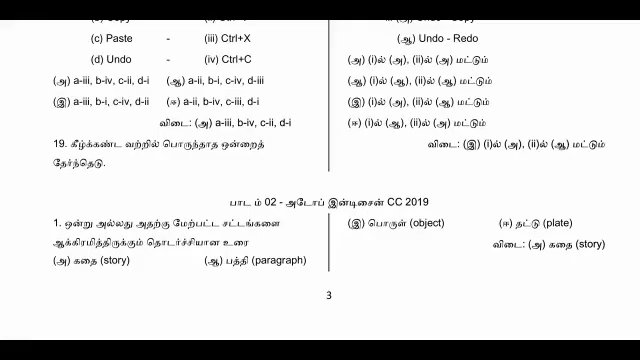 (c) Paste - (iii) Ctrl+X
(d) Undo - (iv) Ctrl+C
(அ) a-iii, b-iv, c-ii, d-i (ஆ) a-ii, b-i, c-iv, d-iii
(இ) a-iii, b-i, c-iv, d-ii (ஈ) a-ii, b-iv, c-iii, d-i
விடை: (அ) a-iii, b-iv, c-ii, d-i
19. கீழ்க்கண்ட வற்றில் பொருந்தாத ஒன்றைத்
தேர்ந்தெடு.
(ஆ) Undo - Redo
(அ) (i)ல் (அ), (ii)ல் (அ) மட்டும்
(ஆ) (i)ல் (ஆ), (ii)ல் (ஆ) மட்டும்
(இ) (i)ல் (அ), (ii)ல் (ஆ) மட்டும்
(ஈ) (i)ல் (ஆ), (ii)ல் (அ) மட்டும்
விடை: (இ) (i)ல் (அ), (ii)ல் (ஆ) மட்டும்
பாட ம் 02 - அடோப் இன்டிசைன் CC 2019
1. ஒன்று அல்லது அதற்கு மேற்பட்ட சட்டங்களை
ஆக்கிரமித்திருக்கும் தொடர்ச்சியான உரை
(அ) கதை (story) (ஆ) பத்தி (paragraph)
(இ) பொருள் (object) (ஈ) தட்டு (plate)
விடை: (அ) கதை (story)
3